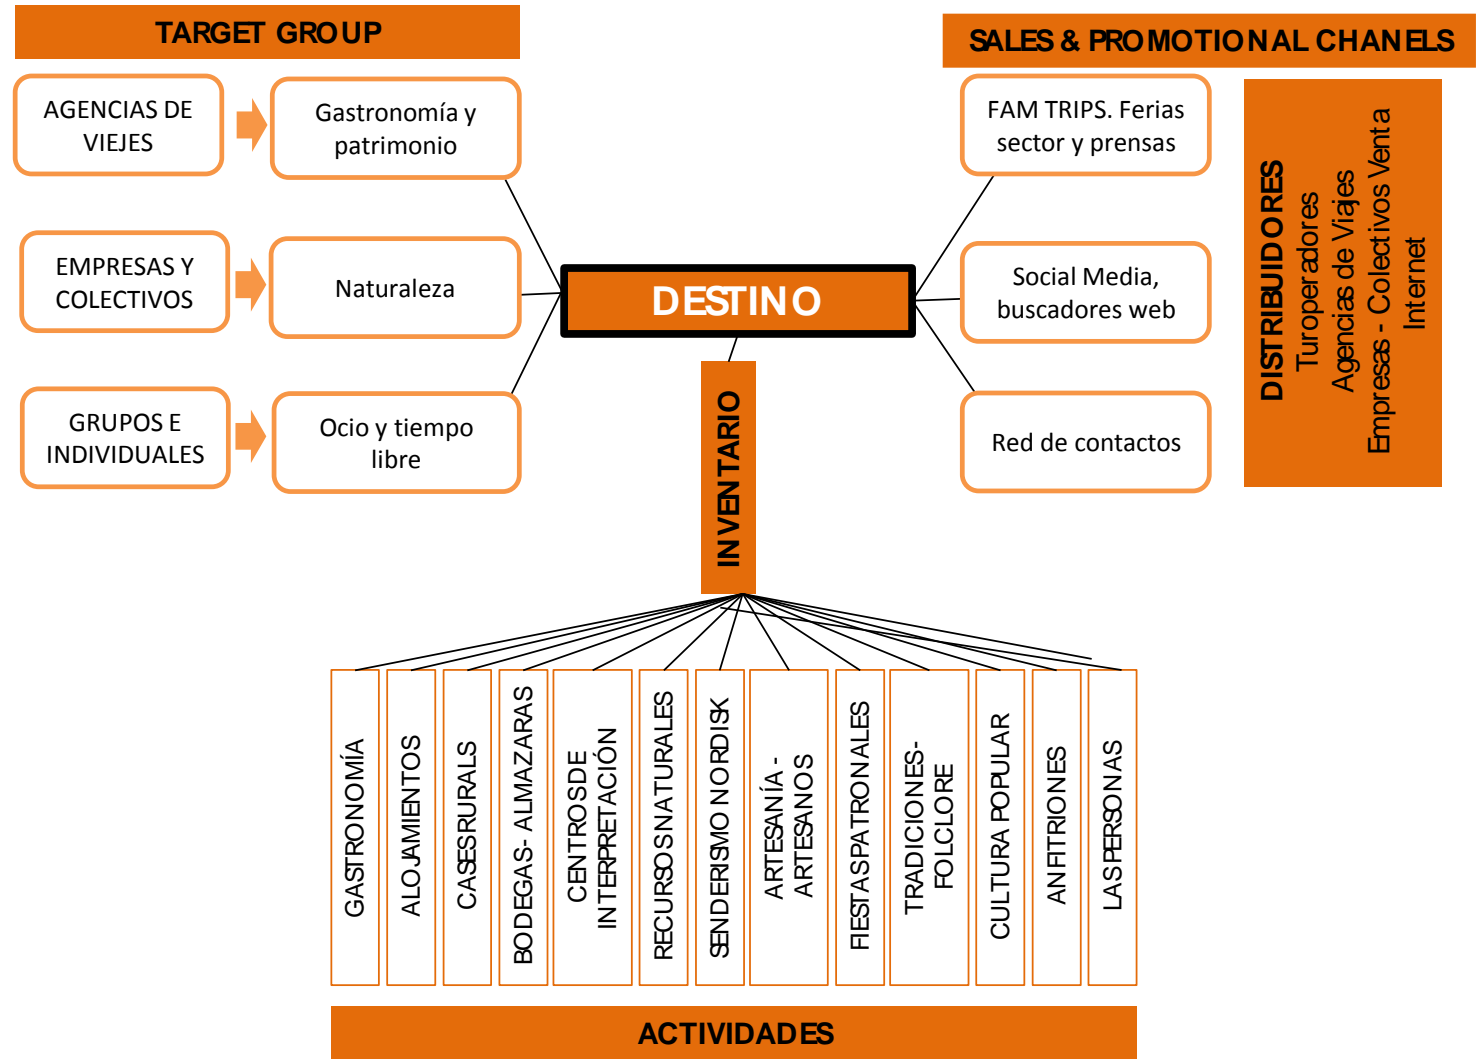 TARGET GROUP
AGENCIAS DE
VIEJES
Gastronomía y
patrimonio
EMPRESAS Y
COLECTIVOS
Naturaleza
GRUPOS E
INDIVIDUALES
Ocio y tiempo
libre
DESTINO
SALES & PROMOTIONAL CHANELS
FAM TRIPS. Ferias
sector y prensas
Social Media,
buscadores web
Red de contactos
DISTRIBUIDORES
Turoperadores
Agencias de Viajes
Empresas - Colectivos Venta
Internet
INVENTARIO
GASTRONOMÍA
ALOJAMIENTOS
CASES RURALS
BODEGAS - ALMAZARAS
CENTROS DE
INTERPRETACIÓN
RECURSOS NATURALES
SENDERISMO NORDISK
ARTESANÍA -
ARTESANOS
FIESTAS PATRONALES
TRADICIONES-
FOLCLORE
CULTURA POPULAR
ANFITRIONES
LAS PERSONAS
ACTIVIDADES